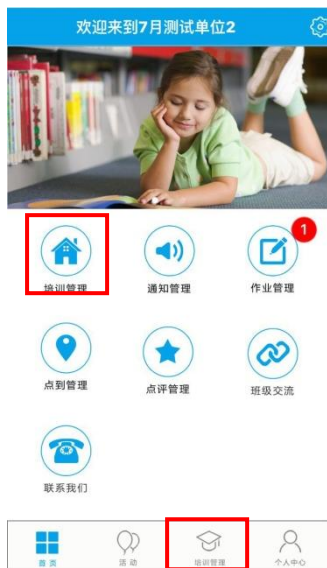 欢迎来到7月测试单位2
1
培训管理
通知管理
作业管理
点到管理
点评管理
班级交流
联系我们
首页
活动
培训管理
个人中心